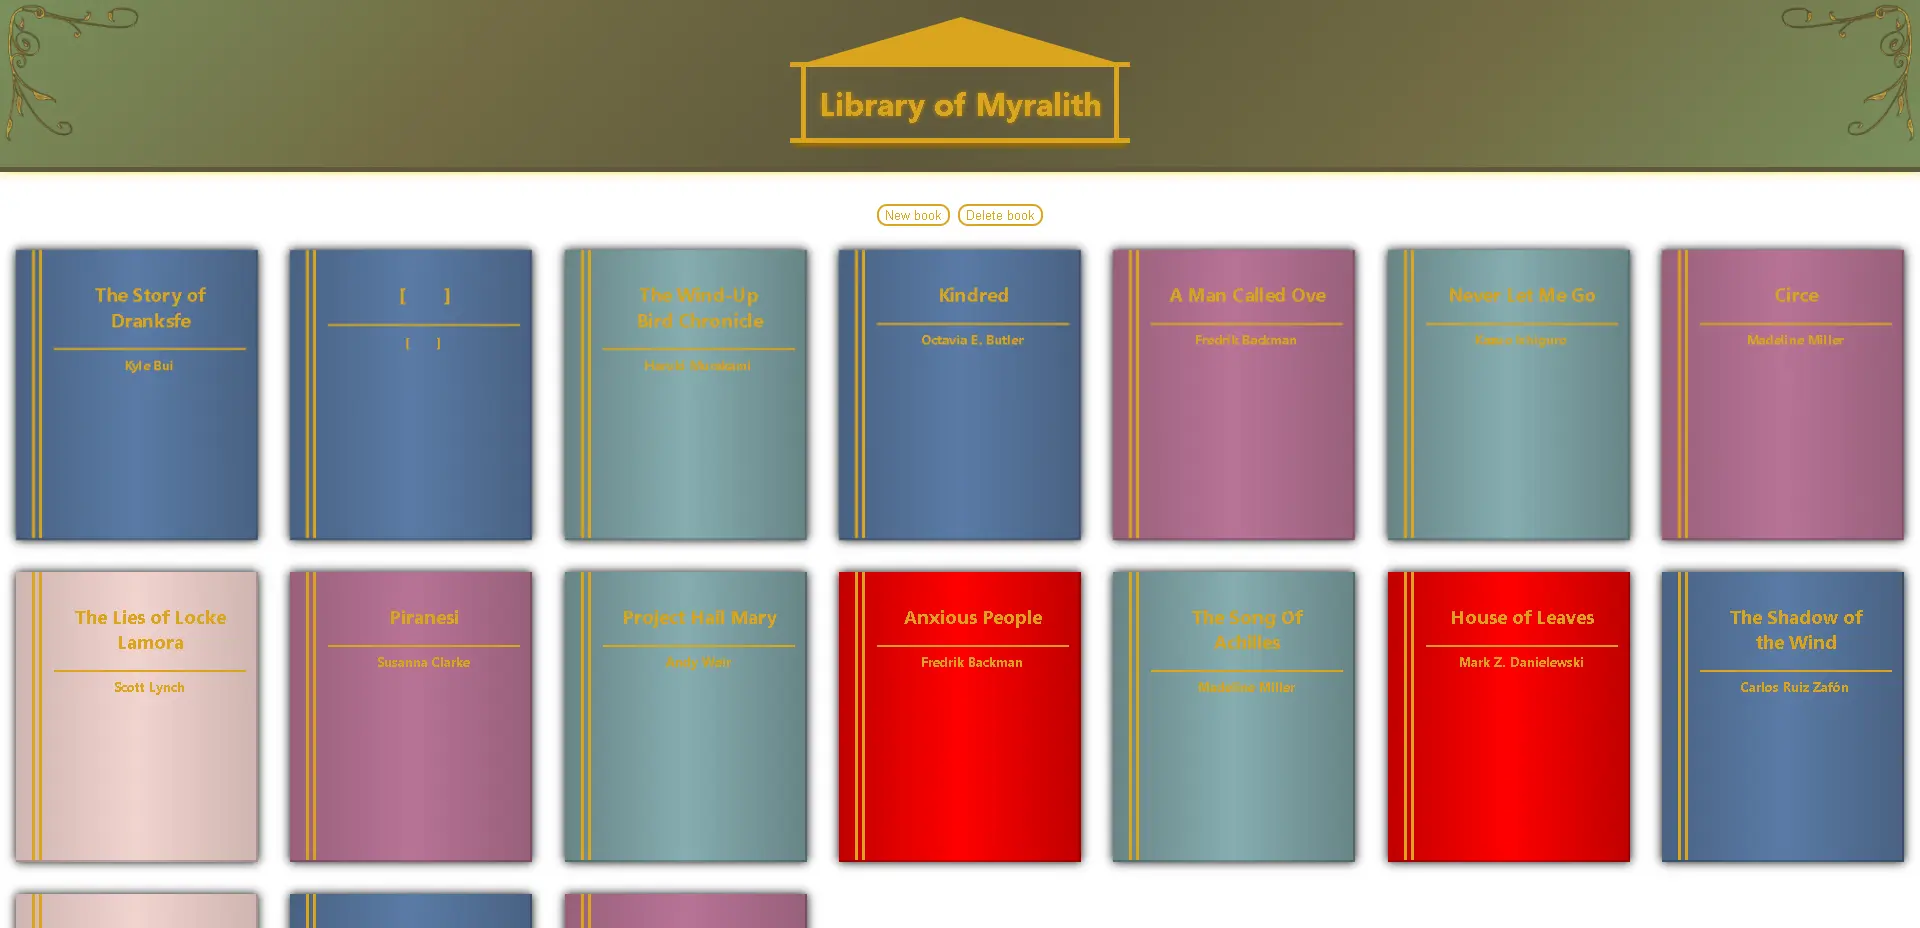 Library of Myralith
New book
Delete book
The Story of
Dranksfe
Kyle Bui
[ ]
[ ]
The Wind-Up
Bird Chronicle
Haruki Murakami
Kindred
Octavia E. Butler
A Man Called Ove
Fredrik Backman
Never Let Me Go
Kazuo Ishiguro
Circe
Madeline Miller
The Lies of Locke
Lamora
Scott Lynch
Piranesi
Susanna Clarke
Project Hail Mary
Andy Weir
Anxious People
Fredrik Backman
The Song Of
Achilles
Madeline Miller
House of Leaves
Mark Z. Danielewski
The Shadow of
the Wind
Carlos Ruiz Zafón